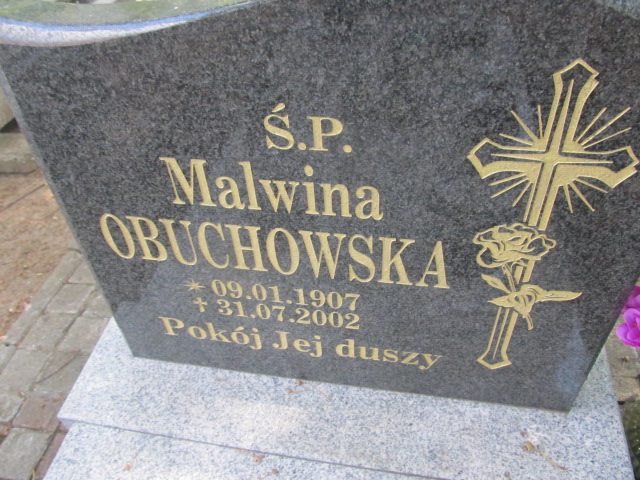 Ś.P.
Malwina
OBUCHOWSKA
* 09.01.1907
✝ 31.07.2002
Pokój Jej duszy